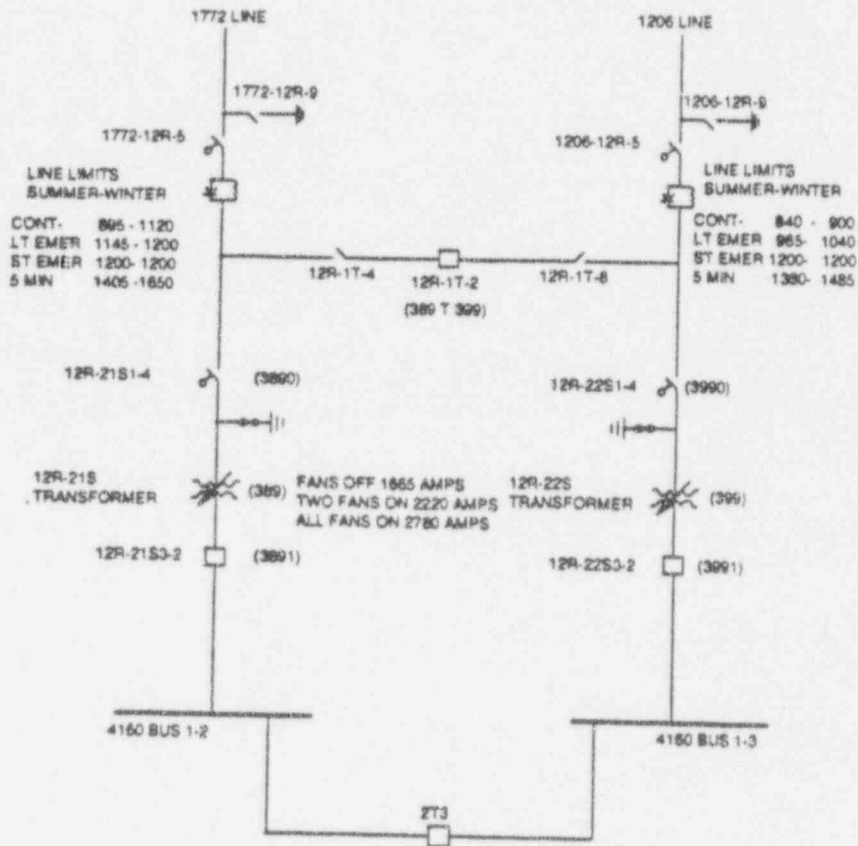 1772 LINE
1206 LINE
1772-12R-9
1206-12R-9
1772-12R-5
1206-12R-5
LINE LIMITS
SUMMER-WINTER
CONT- 895 - 1120
LT EMER 1145 - 1200
ST EMER 1200- 1200
5 MIN 1405 -1650
LINE LIMITS
SUMMER-WINTER
CONT- 840 - 900
LT EMER 965- 1040
ST EMER 1200- 1200
5 MIN 1380- 1485
12R-1T-4
12R-1T-2
12R-1T-8
(389 T 399)
12R-21S1-4
(3890)
12R-22S1-4
(3990)
12R-21S
TRANSFORMER
(389)
FANS OFF 1665 AMPS
TWO FANS ON 2220 AMPS
ALL FANS ON 2780 AMPS
12R-22S
TRANSFORMER
(399)
12R-21S3-2
(3891)
12R-22S3-2
(3991)
4160 BUS 1-2
4160 BUS 1-3
2T3